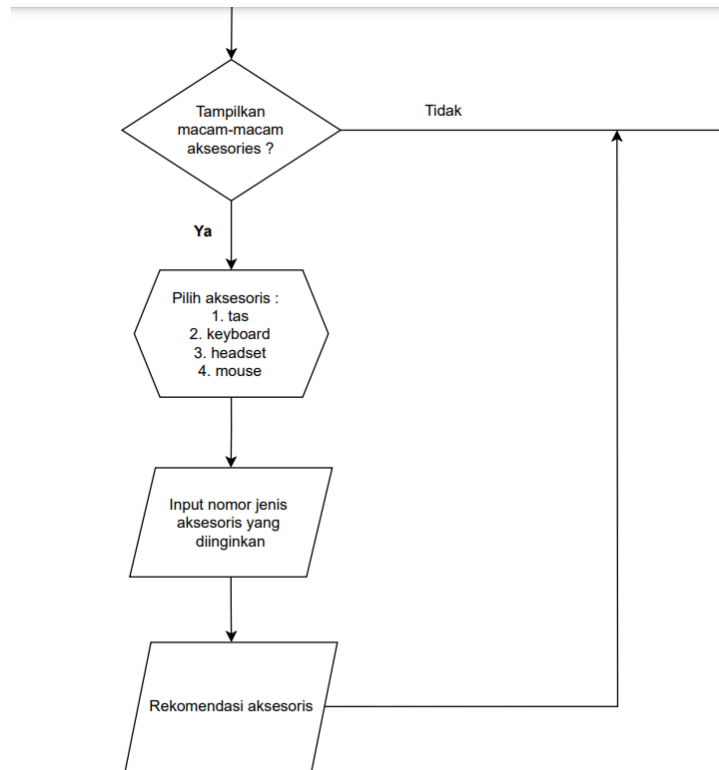 Tampilkan
macam-macam
aksesories ?
Tidak
Ya
Pilih aksesoris :
1. tas
2. keyboard
3. headset
4. mouse
Input nomor jenis
aksesoris yang
diinginkan
Rekomendasi aksesoris